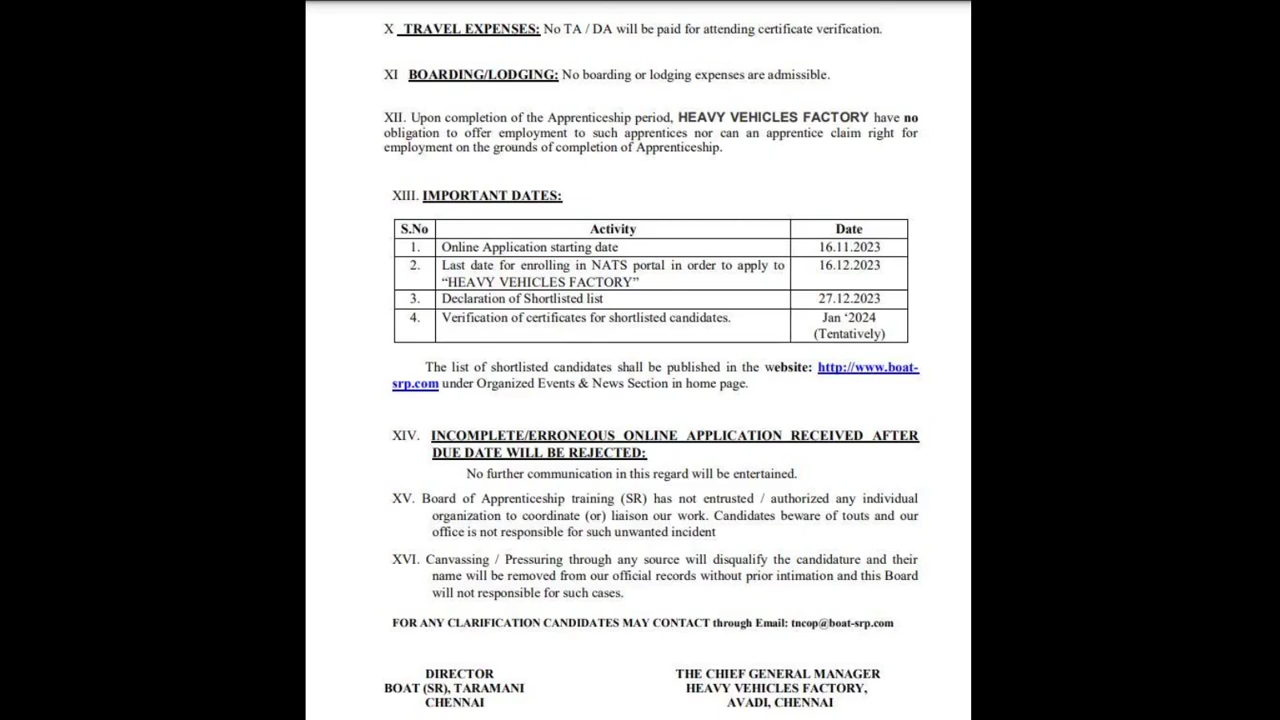 X TRAVEL EXPENSES: No TA / DA will be paid for attending certificate verification.
XI BOARDING/LODGING: No boarding or lodging expenses are admissible.
XII. Upon completion of the Apprenticeship period, HEAVY VEHICLES FACTORY have no
obligation to offer employment to such apprentices nor can an apprentice claim right for
employment on the grounds of completion of Apprenticeship.
XIII. IMPORTANT DATES:
S.No Activity Date
1. Online Application starting date 16.11.2023
2. Last date for enrolling in NATS portal in order to apply to 16.12.2023
“HEAVY VEHICLES FACTORY”
3. Declaration of Shortlisted list 27.12.2023
4. Verification of certificates for shortlisted candidates. Jan ‘2024
(Tentatively)
The list of shortlisted candidates shall be published in the website: http://www.boat-
srp.com under Organized Events & News Section in home page.
XIV. INCOMPLETE/ERRONEOUS ONLINE APPLICATION RECEIVED AFTER
DUE DATE WILL BE REJECTED:
No further communication in this regard will be entertained.
XV. Board of Apprenticeship training (SR) has not entrusted / authorized any individual
organization to coordinate (or) liaison our work. Candidates beware of touts and our
office is not responsible for such unwanted incident
XVI. Canvassing / Pressuring through any source will disqualify the candidature and their
name will be removed from our official records without prior intimation and this Board
will not responsible for such cases.
FOR ANY CLARIFICATION CANDIDATES MAY CONTACT through Email: tncop@boat-srp.com
DIRECTOR THE CHIEF GENERAL MANAGER
BOAT (SR), TARAMANI HEAVY VEHICLES FACTORY,
CHENNAI AVADI, CHENNAI